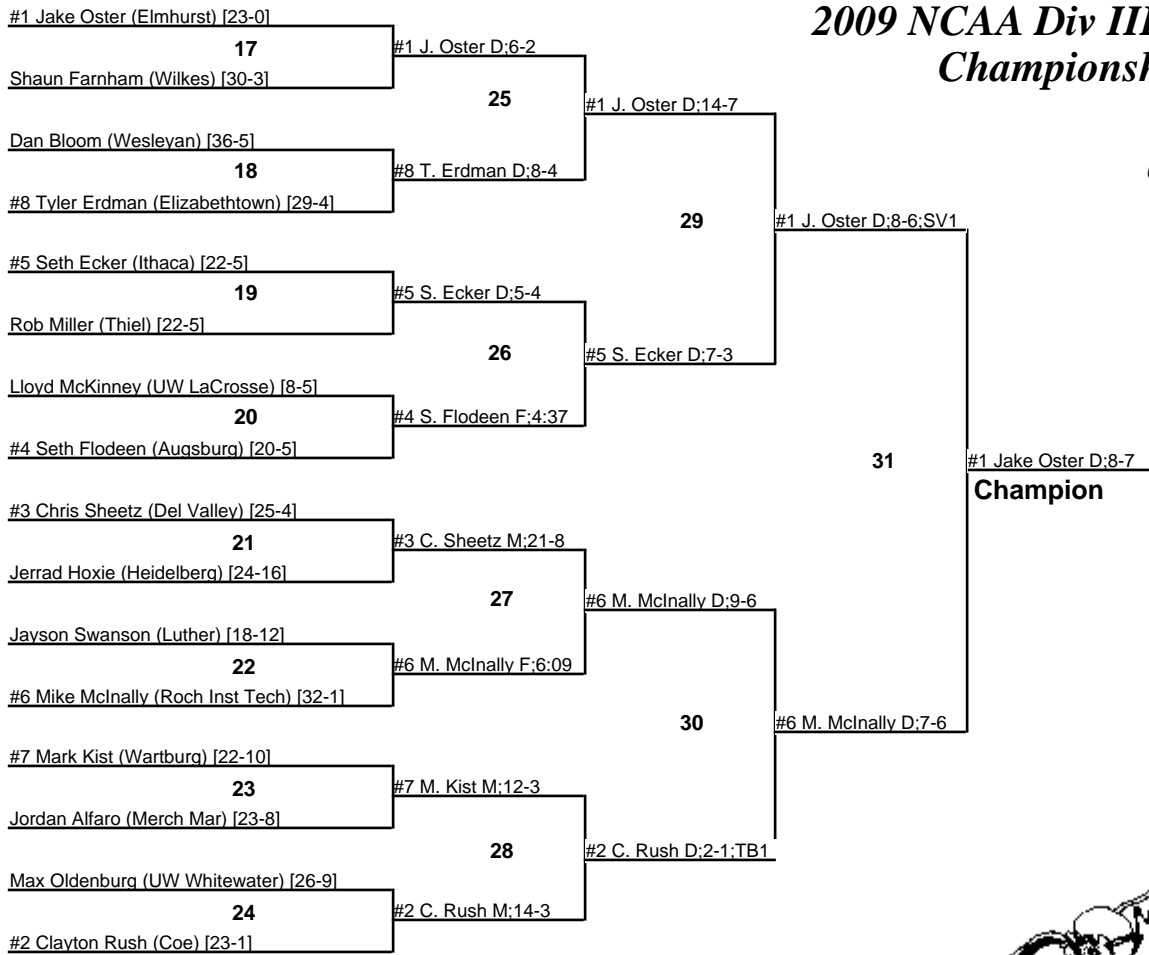 2009 NCAA Div III
Championsh
#1 Jake Oster (Elmhurst) [23-0]
17
Shaun Farnham (Wilkes) [30-3]
#1 J. Oster D;6-2
25
#1 J. Oster D;14-7
Dan Bloom (Wesleyan) [36-5]
18
#8 Tyler Erdman (Elizabethtown) [29-4]
#8 T. Erdman D;8-4
29
#1 J. Oster D;8-6;SV1
#5 Seth Ecker (Ithaca) [22-5]
19
Rob Miller (Thiel) [22-5]
#5 S. Ecker D;5-4
26
#5 S. Ecker D;7-3
Lloyd McKinney (UW LaCrosse) [8-5]
20
#4 Seth Flodeen (Augsburg) [20-5]
#4 S. Flodeen F;4:37
31
#1 Jake Oster D;8-7
Champion
#3 Chris Sheetz (Del Valley) [25-4]
21
Jerrad Hoxie (Heidelberg) [24-16]
#3 C. Sheetz M;21-8
27
#6 M. McInally D;9-6
Jayson Swanson (Luther) [18-12]
22
#6 Mike McInally (Roch Inst Tech) [32-1]
#6 M. McInally F;6:09
30
#6 M. McInally D;7-6
#7 Mark Kist (Wartburg) [22-10]
23
Jordan Alfaro (Merch Mar) [23-8]
#7 M. Kist M;12-3
28
#2 C. Rush D;2-1;TB1
Max Oldenburg (UW Whitewater) [26-9]
24
#2 Clayton Rush (Coe) [23-1]
#2 C. Rush M;14-3